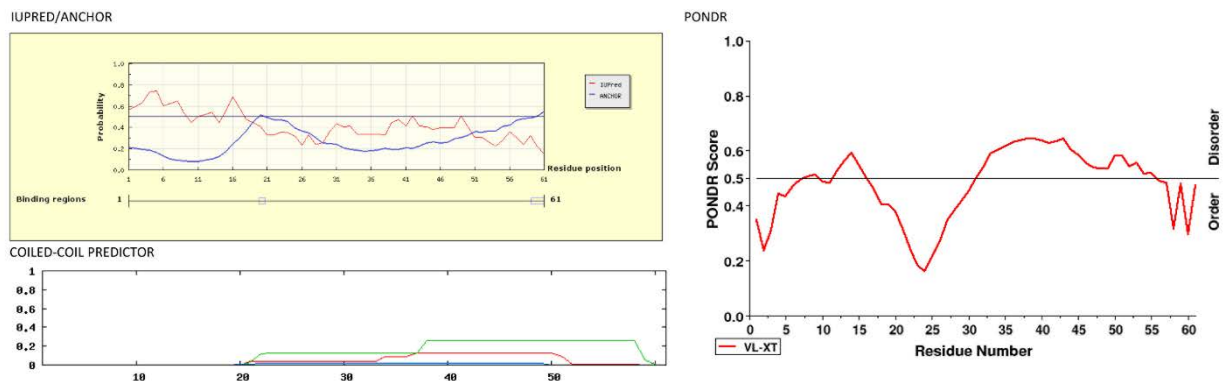 IUPRED/ANCHOR
1.0
0.8
0.6
0.4
0.2
0.0
Probability
1 6 11 16 21 26 31 36 41 46 51 56 61
Residue position
IUPred
ANCHOR
Binding regions 1 61
COILED-COIL PREDICTOR
1
0.8
0.6
0.4
0.2
0
10 20 30 40 50
PONDR
1.0
0.8
0.6
0.5
0.4
0.2
0.0
PONDR Score
Disorder
Order
0 5 10 15 20 25 30 35 40 45 50 55 60
VL-XT
Residue Number